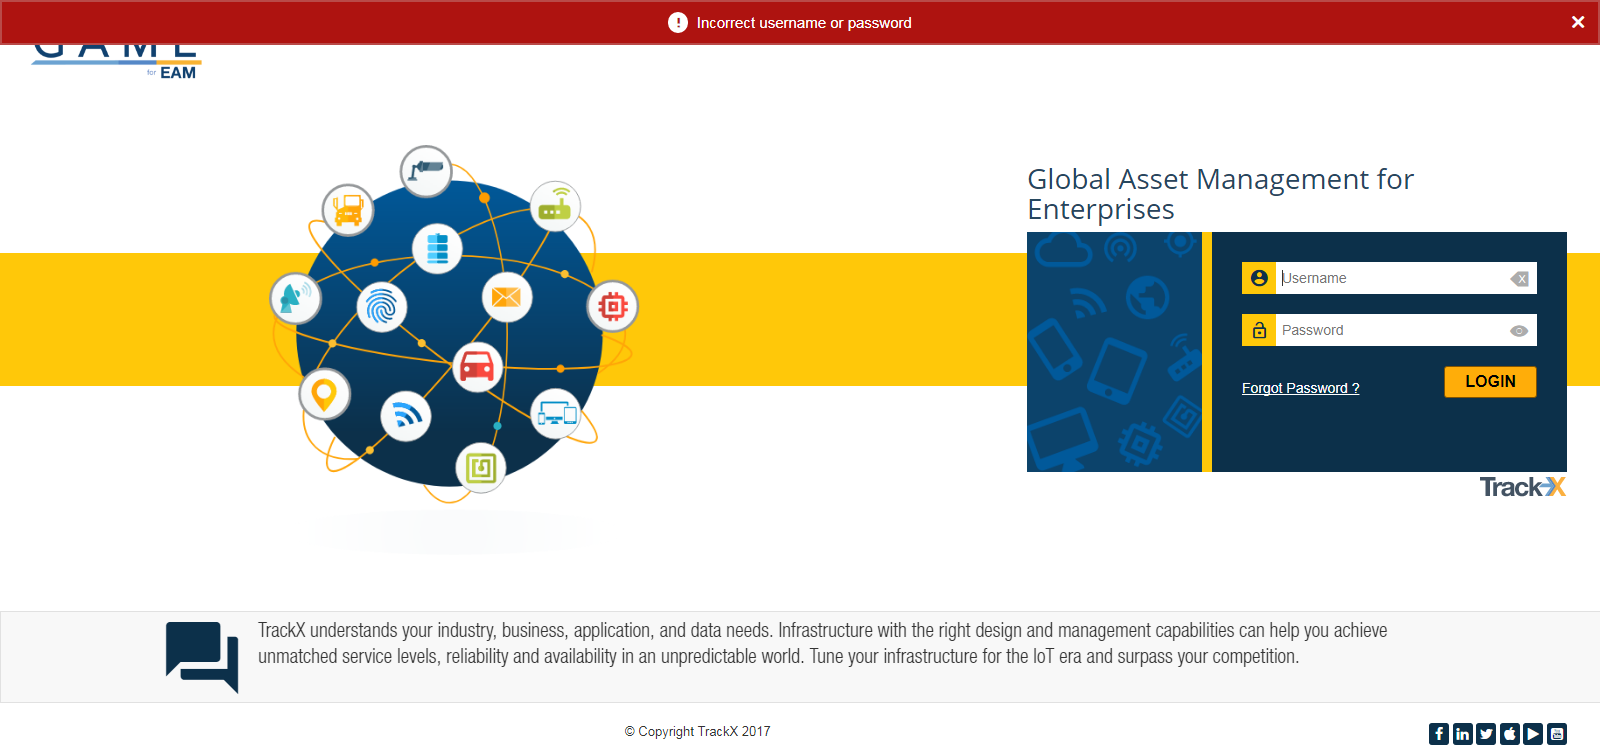 Incorrect username or password
GAME
for EAM
Global Asset Management for
Enterprises
Username
Password
Forgot Password ?
LOGIN
TrackX
TrackX understands your industry, business, application, and data needs. Infrastructure with the right design and management capabilities can help you achieve
unmatched service levels, reliability and availability in an unpredictable world. Tune your infrastructure for the IoT era and surpass your competition.
© Copyright TrackX 2017